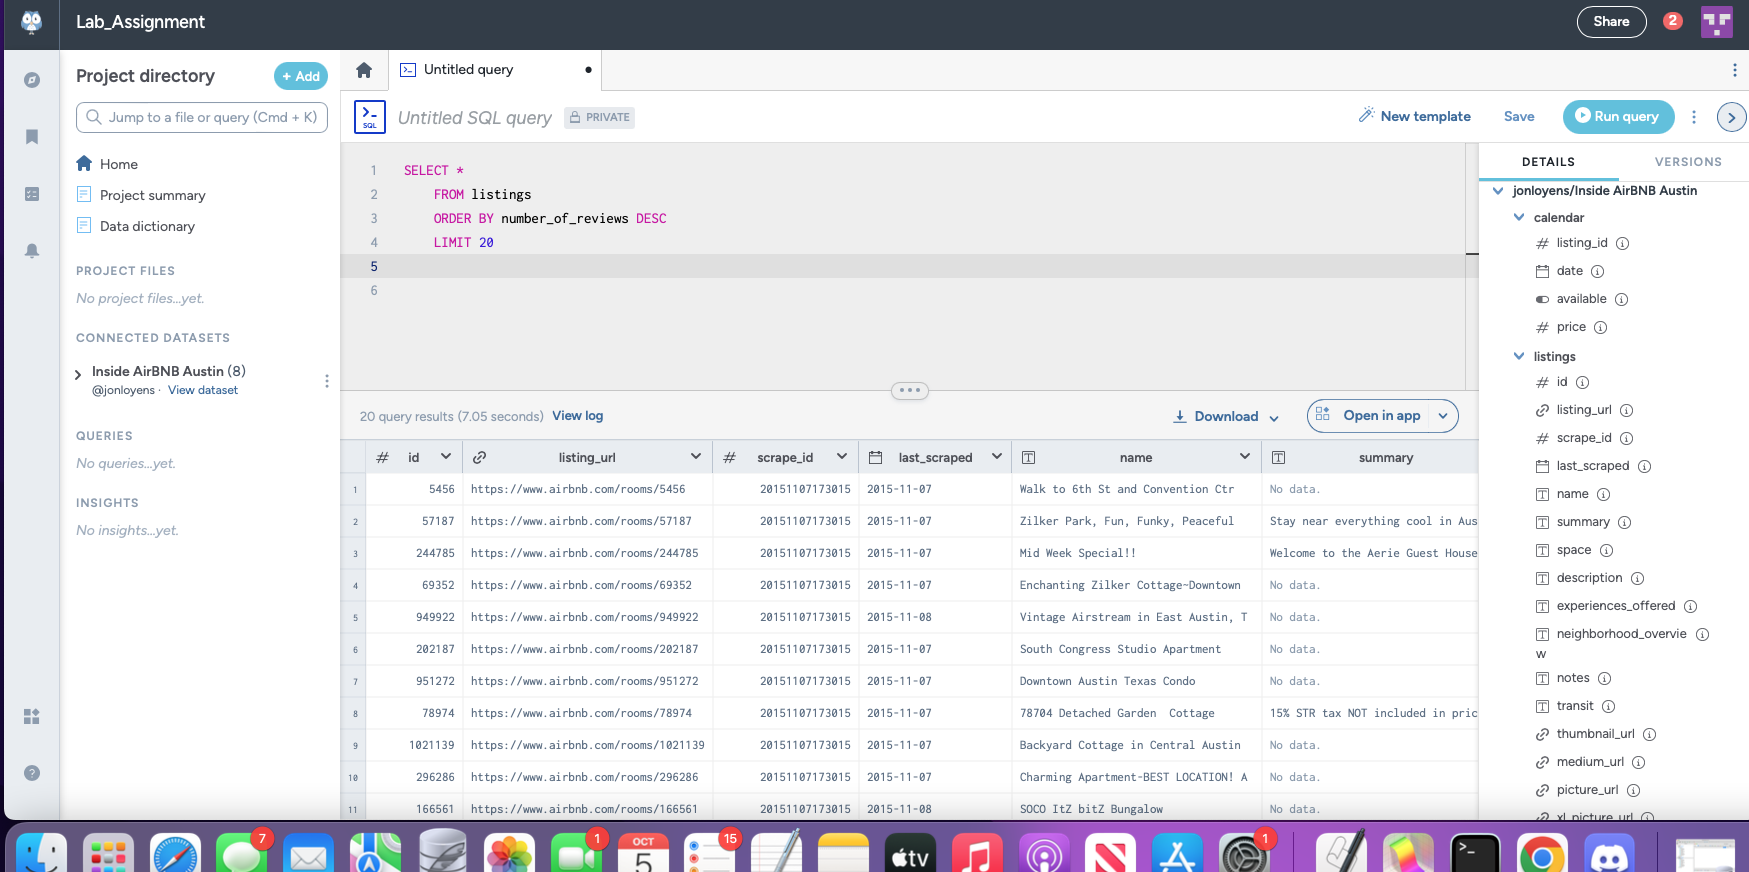 Lab_Assignment
Share
2
Project directory
+ Add
Jump to a file or query (Cmd + K)
Home
Project summary
Data dictionary
PROJECT FILES
No project files...yet.
CONNECTED DATASETS
Inside AirBNB Austin (8)
@jonloyens · View dataset
QUERIES
No queries...yet.
INSIGHTS
No insights...yet.
Untitled query
SQL
Untitled SQL query
PRIVATE
New template
Save
Run query
1 SELECT *
2 FROM listings
3 ORDER BY number_of_reviews DESC
4 LIMIT 20
5
6
20 query results (7.05 seconds) View log
Download
Open in app
# id listing_url # scrape_id last_scraped name summary
1 5456 https://www.airbnb.com/rooms/5456 20151107173015 2015-11-07 Walk to 6th St and Convention Ctr No data.
2 57187 https://www.airbnb.com/rooms/57187 20151107173015 2015-11-07 Zilker Park, Fun, Funky, Peaceful Stay near everything cool in Aus
3 244785 https://www.airbnb.com/rooms/244785 20151107173015 2015-11-07 Mid Week Special!! Welcome to the Aerie Guest House
4 69352 https://www.airbnb.com/rooms/69352 20151107173015 2015-11-07 Enchanting Zilker Cottage~Downtown No data.
5 949922 https://www.airbnb.com/rooms/949922 20151107173015 2015-11-08 Vintage Airstream in East Austin, T No data.
6 202187 https://www.airbnb.com/rooms/202187 20151107173015 2015-11-07 South Congress Studio Apartment No data.
7 951272 https://www.airbnb.com/rooms/951272 20151107173015 2015-11-07 Downtown Austin Texas Condo No data.
8 78974 https://www.airbnb.com/rooms/78974 20151107173015 2015-11-07 78704 Detached Garden  Cottage 15% STR tax NOT included in pric
9 1021139 https://www.airbnb.com/rooms/1021139 20151107173015 2015-11-07 Backyard Cottage in Central Austin No data.
10 296286 https://www.airbnb.com/rooms/296286 20151107173015 2015-11-07 Charming Apartment-BEST LOCATION! A No data.
11 166561 https://www.airbnb.com/rooms/166561 20151107173015 2015-11-08 SOCO ItZ bitZ Bungalow No data.
DETAILS
VERSIONS
jonloyens/Inside AirBNB Austin
calendar
# listing_id
date
available
# price
listings
# id
listing_url
# scrape_id
last_scraped
name
summary
space
description
experiences_offered
neighborhood_overvie
w
notes
transit
thumbnail_url
medium_url
picture_url
xl_picture_url
7
1
OCT
5
15
tv
1
>_